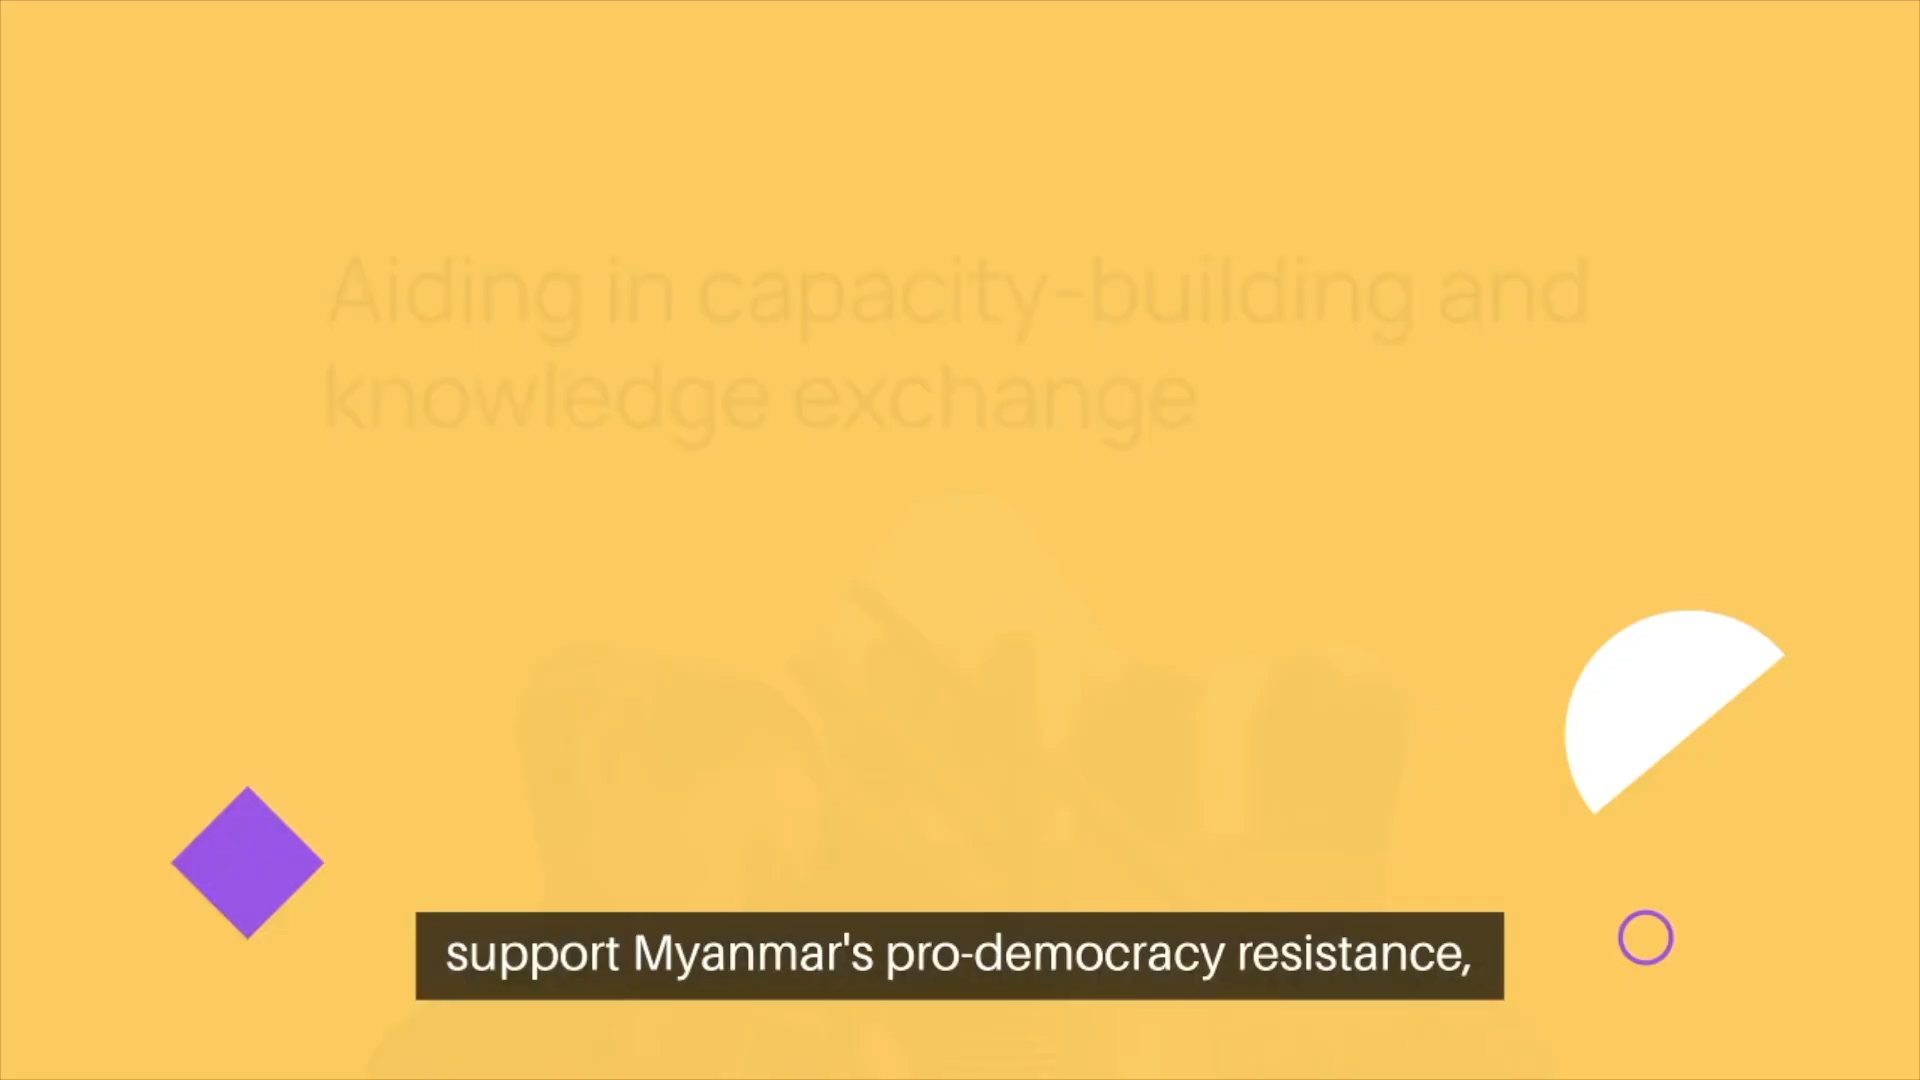 Aiding in capacity-building and
knowledge exchange
support Myanmar's pro-democracy resistance,